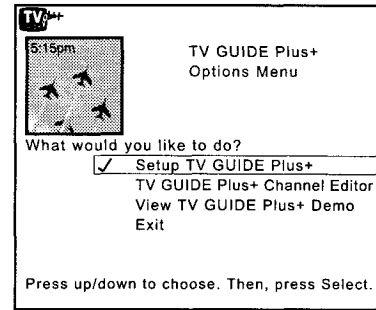 TV
5:15pm
TV GUIDE Plus+
Options Menu
What would you like to do?
✓ Setup TV GUIDE Plus+
TV GUIDE Plus+ Channel Editor
View TV GUIDE Plus+ Demo
Exit
Press up/down to choose. Then, press Select.